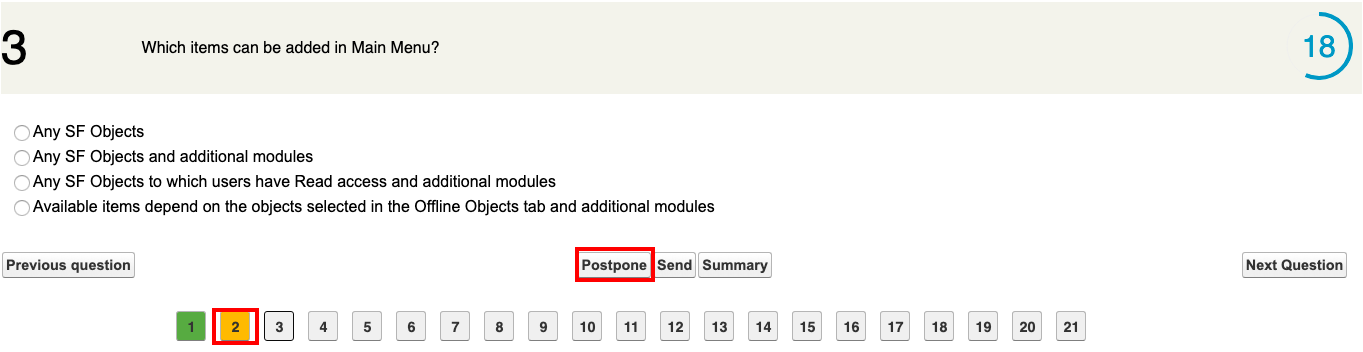 3
Which items can be added in Main Menu?
18
Any SF Objects
Any SF Objects and additional modules
Any SF Objects to which users have Read access and additional modules
Available items depend on the objects selected in the Offline Objects tab and additional modules
Previous question Postpone Send Summary Next Question
1 2 3 4 5 6 7 8 9 10 11 12 13 14 15 16 17 18 19 20 21